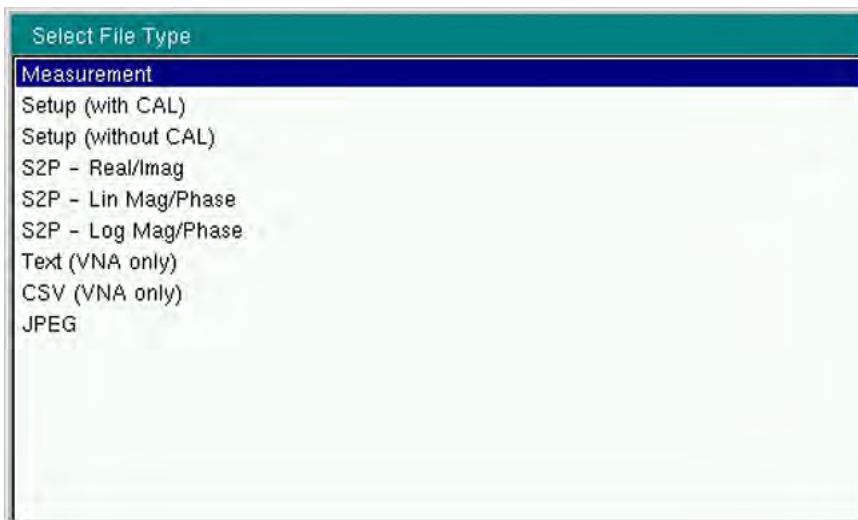 Select File Type
Measurement
Setup (with CAL)
Setup (without CAL)
S2P - Real/Imag
S2P - Lin Mag/Phase
S2P - Log Mag/Phase
Text (VNA only)
CSV (VNA only)
JPEG